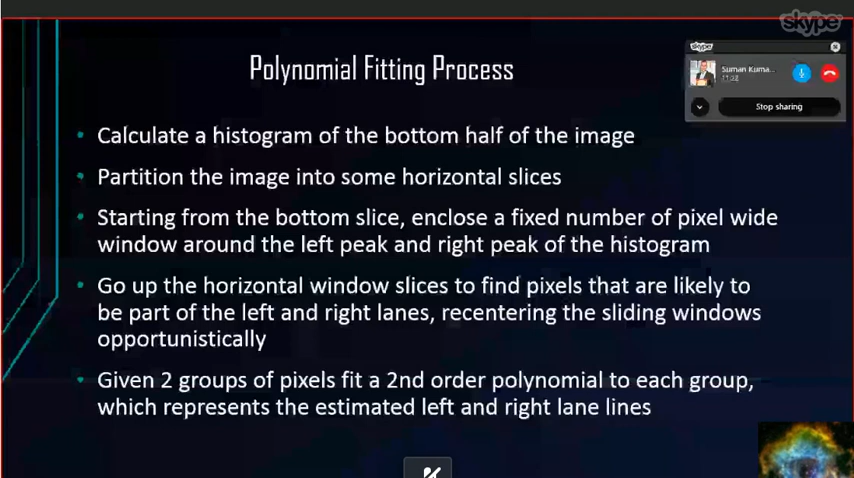 skype
skype
Polynomial Fitting Process
Suman Kuma...
Stop sharing
• Calculate a histogram of the bottom half of the image
• Partition the image into some horizontal slices
• Starting from the bottom slice, enclose a fixed number of pixel wide
window around the left peak and right peak of the histogram
• Go up the horizontal window slices to find pixels that are likely to
be part of the left and right lanes, recentering the sliding windows
opportunistically
• Given 2 groups of pixels fit a 2nd order polynomial to each group,
which represents the estimated left and right lane lines